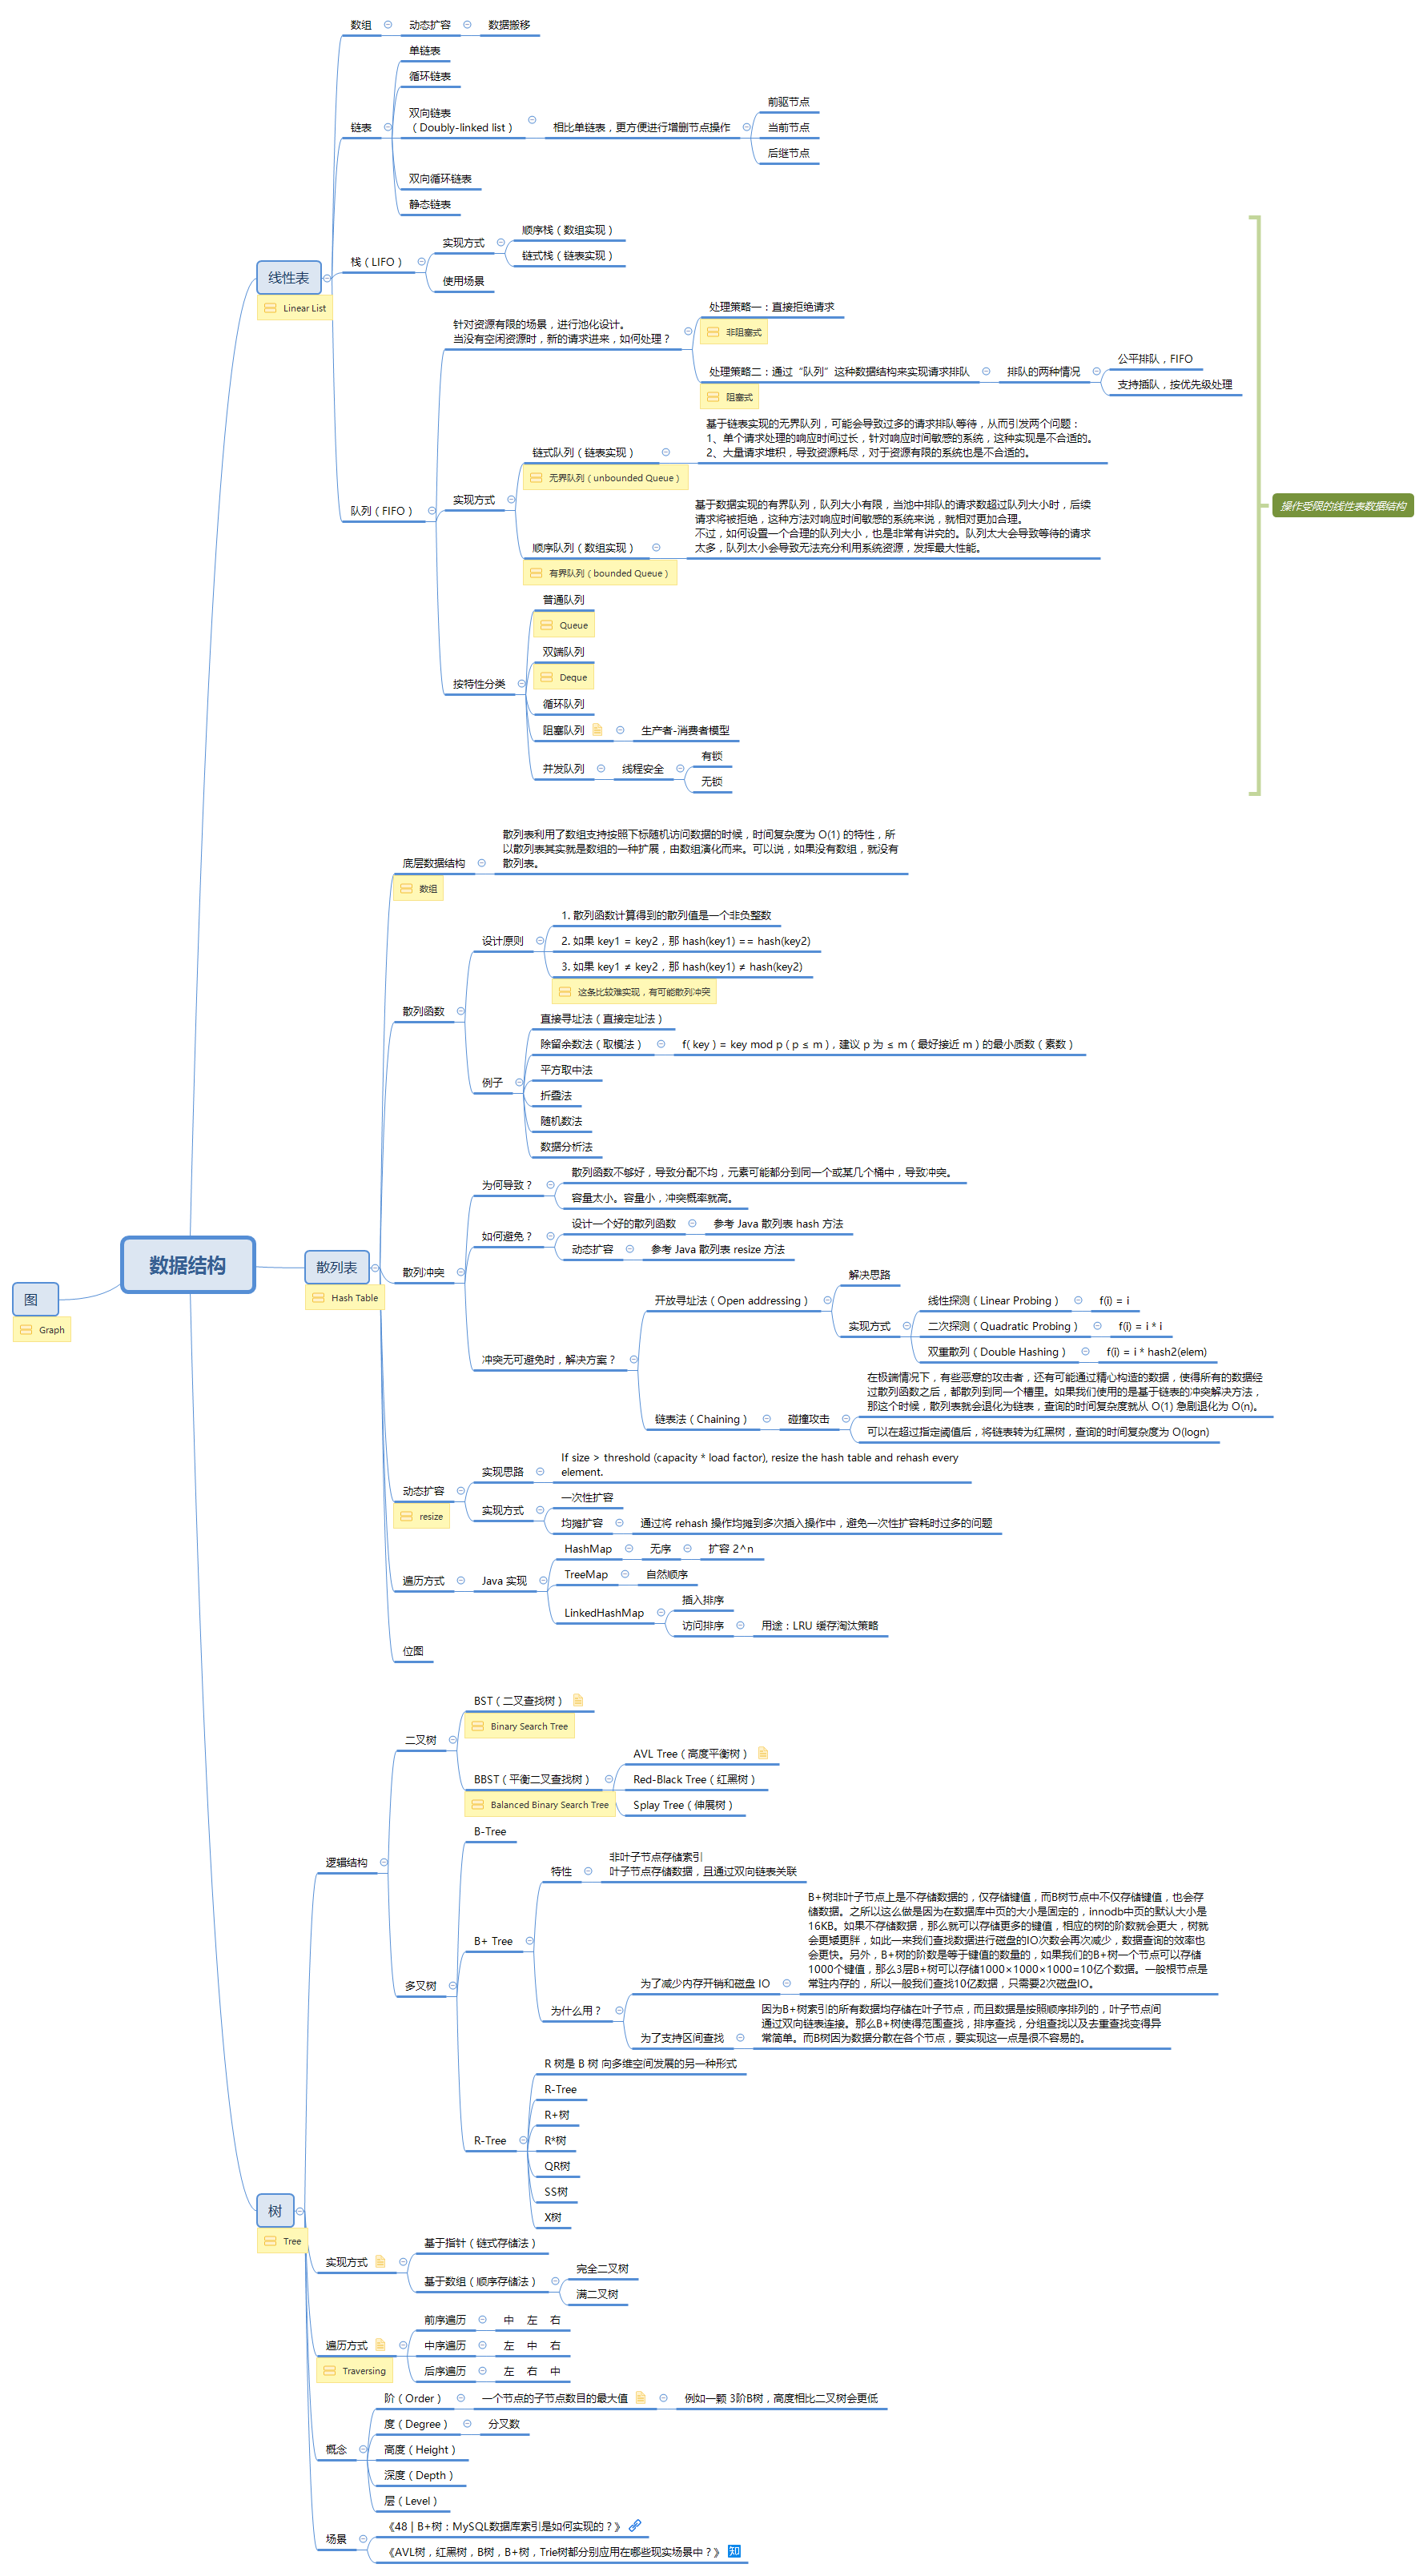 数据结构
图
Graph
线性表
Linear List
数组
动态扩容
数据搬移
链表
单链表
循环链表
双向链表
（Doubly-linked list）
相比单链表，更方便进行增删节点操作
前驱节点
当前节点
后继节点
双向循环链表
静态链表
栈（LIFO）
实现方式
顺序栈（数组实现）
链式栈（链表实现）
使用场景
队列（FIFO）
针对资源有限的场景，进行池化设计。
当没有空闲资源时，新的请求进来，如何处理？
处理策略一：直接拒绝请求
非阻塞式
处理策略二：通过“队列”这种数据结构来实现请求排队
阻塞式
排队的两种情况
公平排队，FIFO
支持插队，按优先级处理
实现方式
链式队列（链表实现）
无界队列（unbounded Queue）
基于链表实现的无界队列，可能会导致过多的请求排队等待，从而引发两个问题：
1、单个请求处理的响应时间过长，针对响应时间敏感的系统，这种实现是不合适的。
2、大量请求堆积，导致资源耗尽，对于资源有限的系统也是不合适的。
顺序队列（数组实现）
有界队列（bounded Queue）
基于数据实现的有界队列，队列大小有限，当池中排队的请求数超过队列大小时，后续
请求将被拒绝，这种方法对响应时间敏感的系统来说，就相对更加合理。
不过，如何设置一个合理的队列大小，也是非常有讲究的。队列太大会导致等待的请求
太多，队列太小会导致无法充分利用系统资源，发挥最大性能。
按特性分类
普通队列
Queue
双端队列
Deque
循环队列
阻塞队列
生产者-消费者模型
并发队列
线程安全
有锁
无锁
操作受限的线性表数据结构
散列表
Hash Table
底层数据结构
数组
散列表利用了数组支持按照下标随机访问数据的时候，时间复杂度为 O(1) 的特性，所
以散列表其实就是数组的一种扩展，由数组演化而来。可以说，如果没有数组，就没有
散列表。
散列函数
设计原则
1. 散列函数计算得到的散列值是一个非负整数
2. 如果 key1 = key2，那 hash(key1) == hash(key2)
3. 如果 key1 ≠ key2，那 hash(key1) ≠ hash(key2)
这条比较难实现，有可能散列冲突
例子
直接寻址法（直接定址法）
除留余数法（取模法）
f( key ) = key mod p ( p ≤ m )，建议 p 为 ≤ m（最好接近 m）的最小质数（素数）
平方取中法
折叠法
随机数法
数据分析法
散列冲突
为何导致？
散列函数不够好，导致分配不均，元素可能都分到同一个或某几个桶中，导致冲突。
容量太小。容量小，冲突概率就高。
如何避免？
设计一个好的散列函数
参考 Java 散列表 hash 方法
动态扩容
参考 Java 散列表 resize 方法
冲突无可避免时，解决方案？
开放寻址法（Open addressing）
解决思路
实现方式
线性探测（Linear Probing）
f(i) = i
二次探测（Quadratic Probing）
f(i) = i * i
双重散列（Double Hashing）
f(i) = i * hash2(elem)
链表法（Chaining）
碰撞攻击
在极端情况下，有些恶意的攻击者，还有可能通过精心构造的数据，使得所有的数据经
过散列函数之后，都散列到同一个槽里。如果我们使用的是基于链表的冲突解决方法，
那这个时候，散列表就会退化为链表，查询的时间复杂度就从 O(1) 急剧退化为 O(n)。
可以在超过指定阈值后，将链表转为红黑树，查询的时间复杂度为 O(logn)
动态扩容
resize
实现思路
If size > threshold (capacity * load factor), resize the hash table and rehash every
element.
实现方式
一次性扩容
均摊扩容
通过将 rehash 操作均摊到多次插入操作中，避免一次性扩容耗时过多的问题
遍历方式
Java 实现
HashMap
无序
扩容 2^n
TreeMap
自然顺序
LinkedHashMap
插入排序
访问排序
用途：LRU 缓存淘汰策略
位图
树
Tree
逻辑结构
二叉树
BST（二叉查找树）
Binary Search Tree
BBST（平衡二叉查找树）
Balanced Binary Search Tree
AVL Tree（高度平衡树）
Red-Black Tree（红黑树）
Splay Tree（伸展树）
多叉树
B-Tree
B+ Tree
特性
非叶子节点存储索引
叶子节点存储数据，且通过双向链表关联
为什么用？
为了减少内存开销和磁盘 IO
B+树非叶子节点上是不存储数据的，仅存储键值，而B树节点中不仅存储键值，也会存
储数据。之所以这么做是因为在数据库中页的大小是固定的，innodb中页的默认大小是
16KB。如果不存储数据，那么就可以存储更多的键值，相应的树的阶数就会更大，树就
会更矮更胖，如此一来我们查找数据进行磁盘的IO次数会再次减少，数据查询的效率也
会更快。另外，B+树的阶数是等于键值的数量的，如果我们的B+树一个节点可以存储
1000个键值，那么3层B+树可以存储1000×1000×1000=10亿个数据。一般根节点是
常驻内存的，所以一般我们查找10亿数据，只需要2次磁盘IO。
为了支持区间查找
因为B+树索引的所有数据均存储在叶子节点，而且数据是按照顺序排列的，叶子节点间
通过双向链表连接。那么B+树使得范围查找，排序查找，分组查找以及去重查找变得异
常简单。而B树因为数据分散在各个节点，要实现这一点是很不容易的。
R-Tree
R 树是 B 树 向多维空间发展的另一种形式
R-Tree
R+树
R*树
QR树
SS树
X树
实现方式
基于指针（链式存储法）
基于数组（顺序存储法）
完全二叉树
满二叉树
遍历方式
Traversing
前序遍历
中 左 右
中序遍历
左 中 右
后序遍历
左 右 中
概念
阶（Order）
一个节点的子节点数目的最大值
例如一颗 3阶B树，高度相比二叉树会更低
度（Degree）
分叉数
高度（Height）
深度（Depth）
层（Level）
场景
《48 | B+树：MySQL数据库索引是如何实现的？》
《AVL树，红黑树，B树，B+树，Trie树都分别应用在哪些现实场景中？》
知